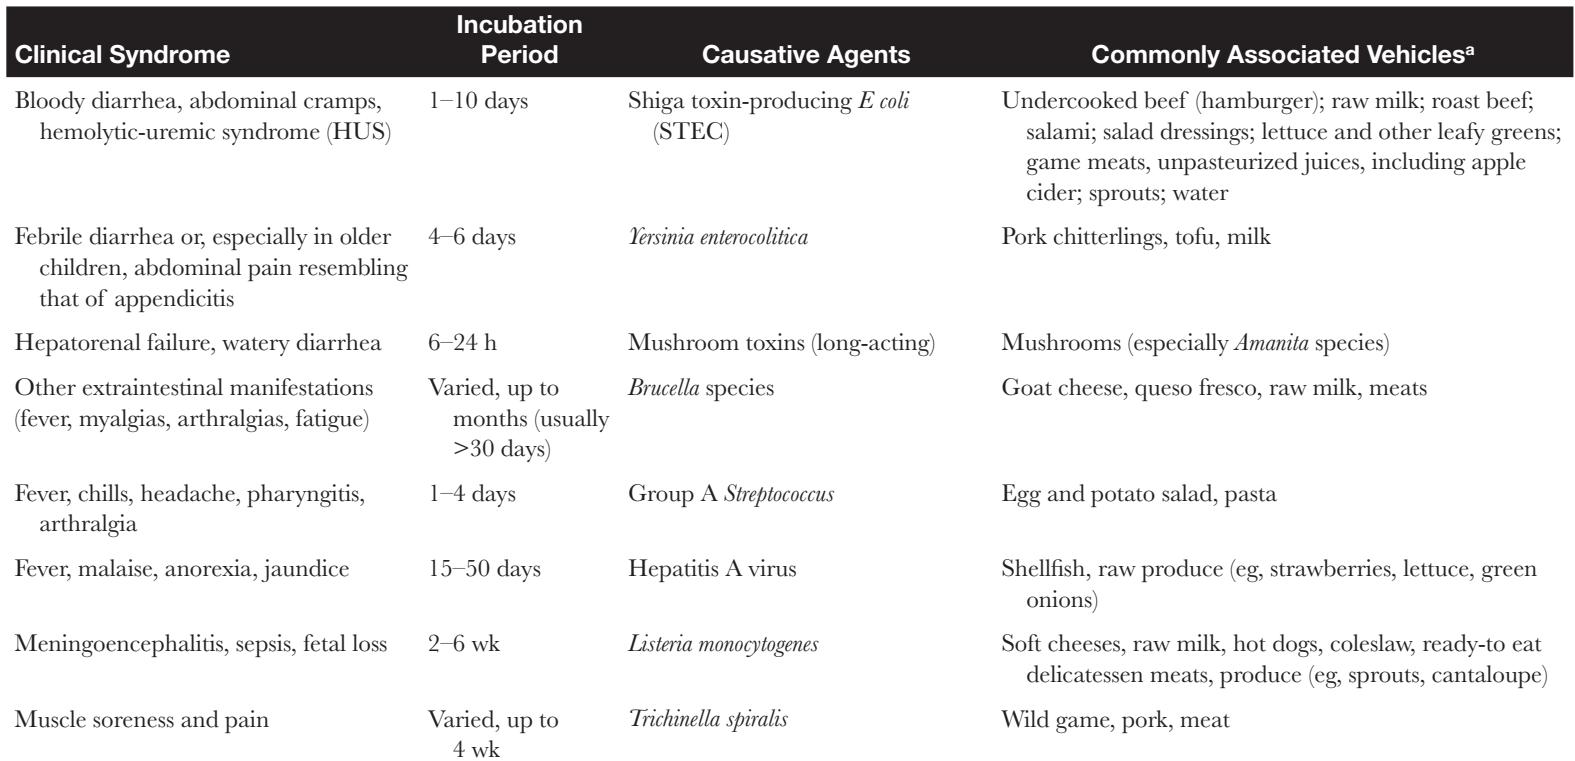 Clinical Syndrome Incubation Period Causative Agents Commonly Associated Vehiclesa
Bloody diarrhea, abdominal cramps, 1–10 days Shiga toxin-producing E coli Undercooked beef (hamburger); raw milk; roast beef;
hemolytic-uremic syndrome (HUS) (STEC) salami; salad dressings; lettuce and other leafy greens;
game meats, unpasteurized juices, including apple
cider; sprouts; water
Febrile diarrhea or, especially in older 4–6 days Yersinia enterocolitica Pork chitterlings, tofu, milk
children, abdominal pain resembling
that of appendicitis
Hepatorenal failure, watery diarrhea 6–24 h Mushroom toxins (long-acting) Mushrooms (especially Amanita species)
Other extraintestinal manifestations Varied, up to Brucella species Goat cheese, queso fresco, raw milk, meats
(fever, myalgias, arthralgias, fatigue) months (usually
>30 days)
Fever, chills, headache, pharyngitis, 1–4 days Group A Streptococcus Egg and potato salad, pasta
arthralgia
Fever, malaise, anorexia, jaundice 15–50 days Hepatitis A virus Shellfish, raw produce (eg, strawberries, lettuce, green
onions)
Meningoencephalitis, sepsis, fetal loss 2–6 wk Listeria monocytogenes Soft cheeses, raw milk, hot dogs, coleslaw, ready-to eat
delicatessen meats, produce (eg, sprouts, cantaloupe)
Muscle soreness and pain Varied, up to Trichinella spiralis Wild game, pork, meat
4 wk